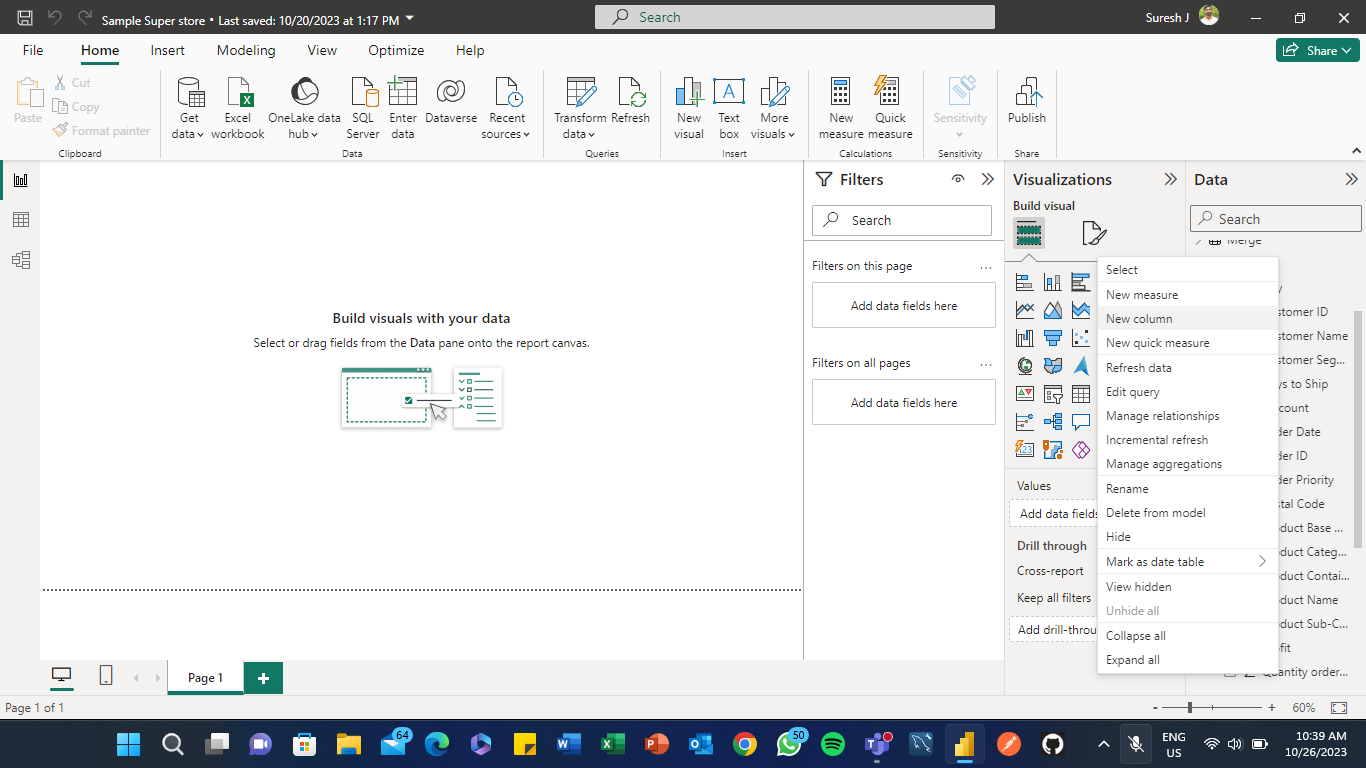 Sample Super store • Last saved: 10/20/2023 at 1:17 PM
Search
Suresh J
File
Home
Insert
Modeling
View
Optimize
Help
Share
Paste
Cut
Copy
Format painter
Clipboard
Get data
Excel workbook
OneLake data hub
SQL Server
Enter data
Dataverse
Recent sources
Data
Transform data
Refresh
Queries
New visual
Text box
More visuals
Insert
New measure
Quick measure
Calculations
Sensitivity
Sensitivity
Publish
Share
Build visuals with your data
Select or drag fields from the Data pane onto the report canvas.
Filters
Search
Filters on this page
...
Add data fields here
Filters on all pages
...
Add data fields here
Visualizations
Build visual
123
Values
Add data fields
Drill through
Cross-report
Keep all filters
Add drill-throu
Data
Search
Merge
Select
New measure
New column
New quick measure
Refresh data
Edit query
Manage relationships
Incremental refresh
Manage aggregations
Rename
Delete from model
Hide
Mark as date table
View hidden
Unhide all
Collapse all
Expand all
y
stomer ID
stomer Name
stomer Seg...
ys to Ship
count
der Date
der ID
der Priority
stal Code
duct Base ...
duct Categ...
duct Contai...
duct Name
duct Sub-C...
fit
Quantity order...
Page 1
Page 1 of 1
- + 60%
64
50
ENG
US
10:39 AM
10/26/2023